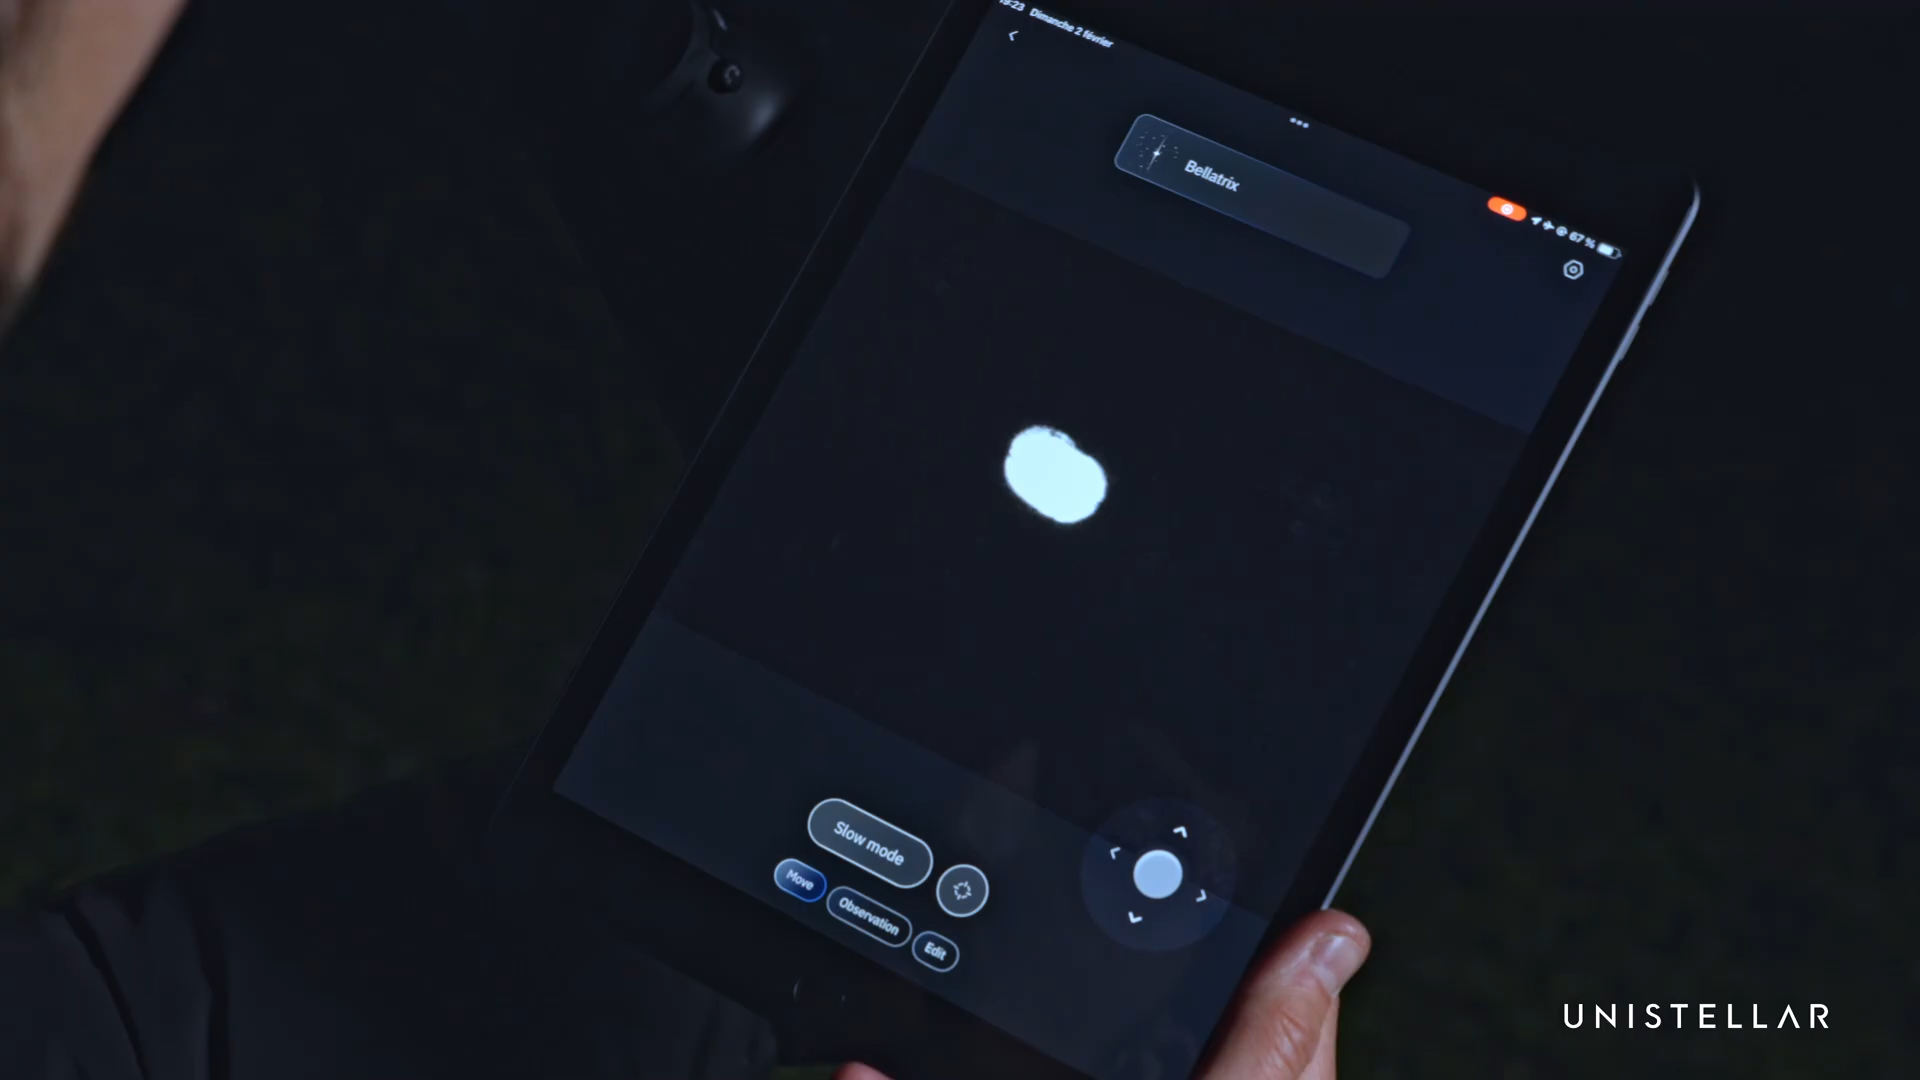 Dimanche 2 février
67 %
Bellatrix
Slow mode
Move
Observation
Edit
UNISTELLAR